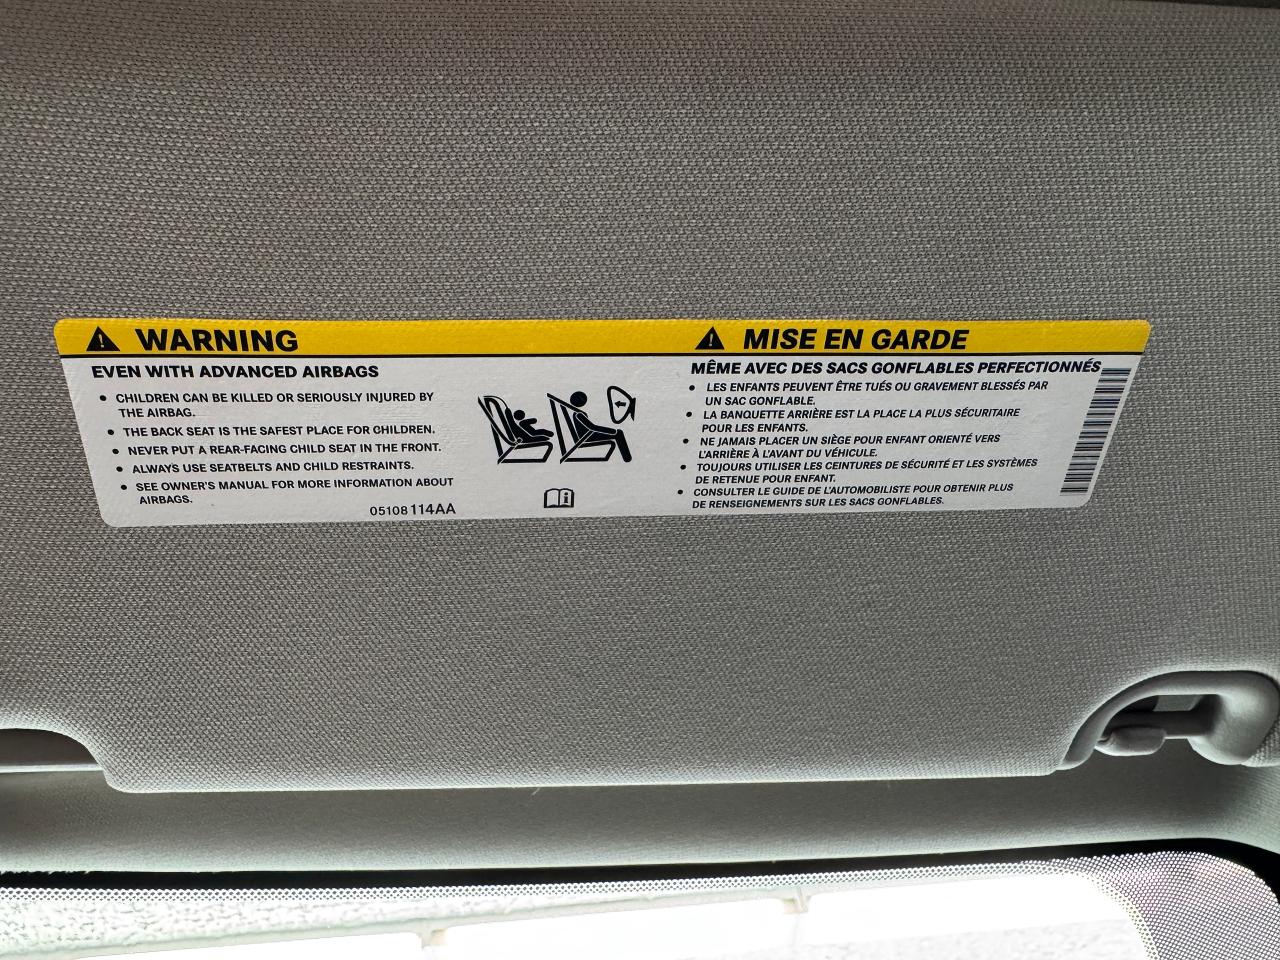 WARNING
EVEN WITH ADVANCED AIRBAGS
• CHILDREN CAN BE KILLED OR SERIOUSLY INJURED BY
THE AIRBAG.
• THE BACK SEAT IS THE SAFEST PLACE FOR CHILDREN.
• NEVER PUT A REAR-FACING CHILD SEAT IN THE FRONT.
• ALWAYS USE SEATBELTS AND CHILD RESTRAINTS.
• SEE OWNER'S MANUAL FOR MORE INFORMATION ABOUT
AIRBAGS.
05108114AA
MISE EN GARDE
MÊME AVEC DES SACS GONFLABLES PERFECTIONNÉS
• LES ENFANTS PEUVENT ÊTRE TUÉS OU GRAVEMENT BLESSÉS PAR
UN SAC GONFLABLE.
• LA BANQUETTE ARRIÈRE EST LA PLACE LA PLUS SÉCURITAIRE
POUR LES ENFANTS.
• NE JAMAIS PLACER UN SIÈGE POUR ENFANT ORIENTÉ VERS
L'ARRIÈRE À L'AVANT DU VÉHICULE.
• TOUJOURS UTILISER LES CEINTURES DE SÉCURITÉ ET LES SYSTÈMES
DE RETENUE POUR ENFANT.
• CONSULTER LE GUIDE DE L'AUTOMOBILISTE POUR OBTENIR PLUS
DE RENSEIGNEMENTS SUR LES SACS GONFLABLES.